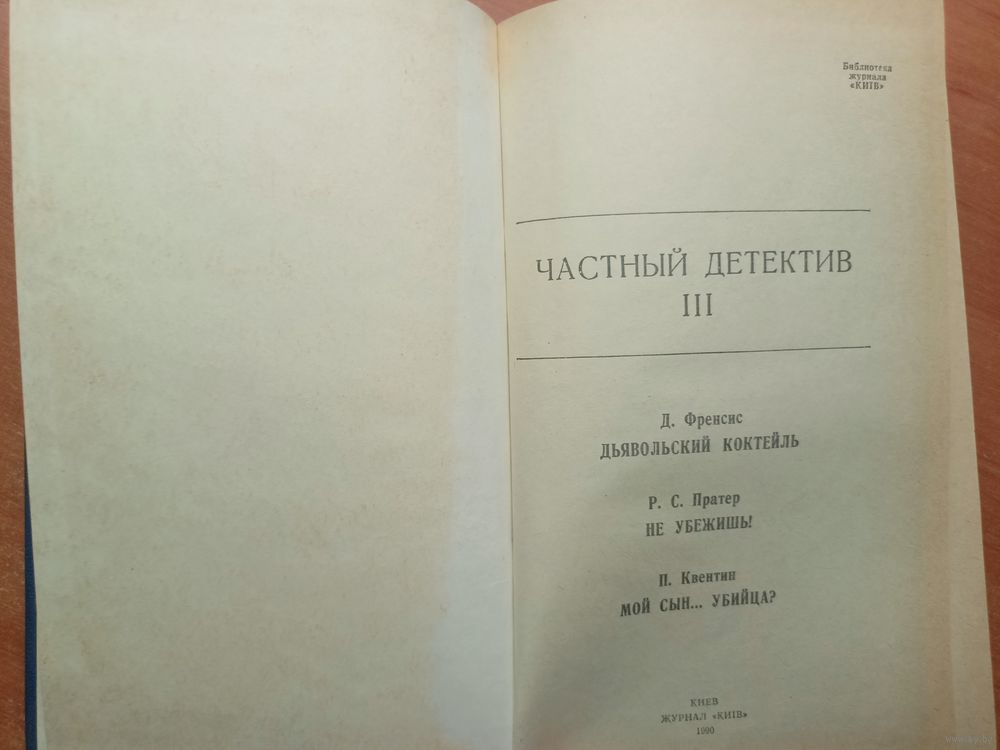 Библиотека
журнала
«КИЇВ»
ЧАСТНЫЙ ДЕТЕКТИВ
III
Д. Френсис
ДЬЯВОЛЬСКИЙ КОКТЕЙЛЬ
Р. С. Пратер
НЕ УБЕЖИШЬ!
П. Квентин
МОЙ СЫН... УБИЙЦА?
КИЕВ
ЖУРНАЛ «КИЇВ»
1990